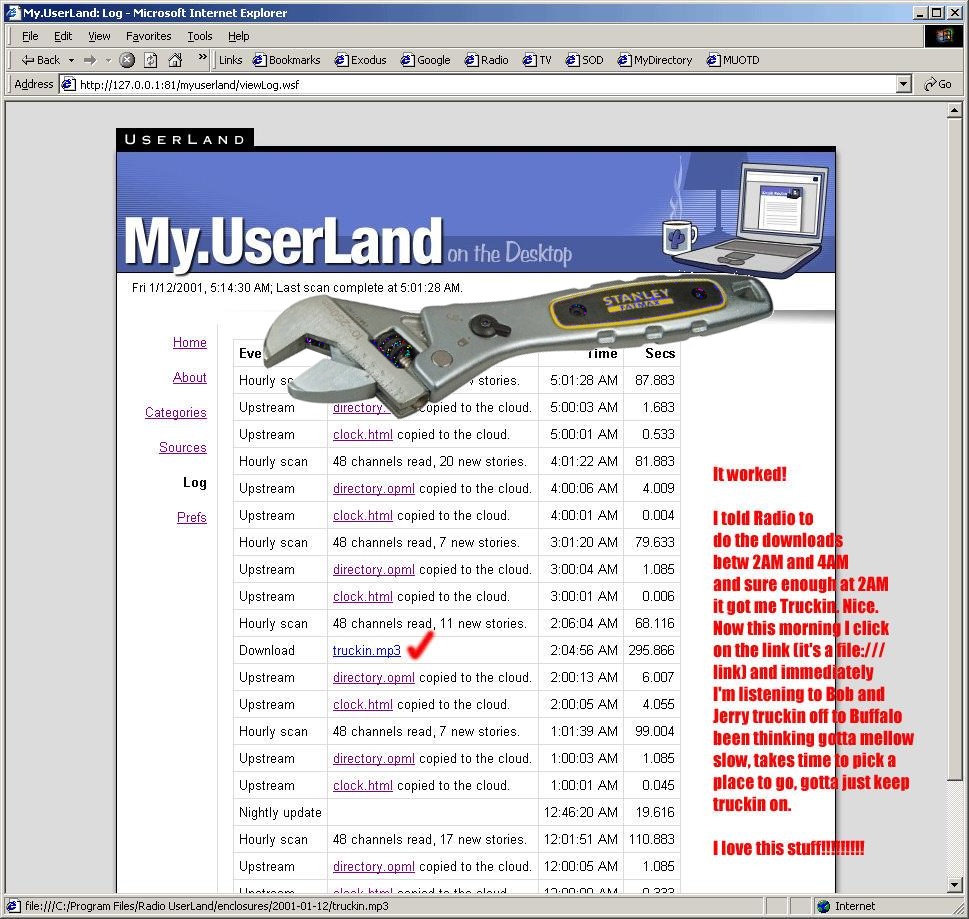 My.UserLand: Log - Microsoft Internet Explorer
File Edit View Favorites Tools Help
Back » Links Bookmarks Exodus Google Radio TV SOD MyDirectory MUOTD
Address http://127.0.0.1:81/myuserland/viewLog.wsf Go
USERLAND
My.UserLand on the Desktop
Fri 1/12/2001, 5:14:30 AM; Last scan complete at 5:01:28 AM.
STANLEY
FATMAX
Home
About
Categories
Sources
Log
Prefs
Eve Time Secs
Hourly sc v stories. 5:01:28 AM 87.883
Upstream directory. copied to the cloud. 5:00:03 AM 1.683
Upstream clock.html copied to the cloud. 5:00:01 AM 0.533
Hourly scan 48 channels read, 20 new stories. 4:01:22 AM 81.883
Upstream directory.opml copied to the cloud. 4:00:06 AM 4.009
Upstream clock.html copied to the cloud. 4:00:01 AM 0.004
Hourly scan 48 channels read, 7 new stories. 3:01:20 AM 79.633
Upstream directory.opml copied to the cloud. 3:00:04 AM 1.085
Upstream clock.html copied to the cloud. 3:00:01 AM 0.006
Hourly scan 48 channels read, 11 new stories. 2:06:04 AM 68.116
Download truckin.mp3 2:04:56 AM 295.866
Upstream directory.opml copied to the cloud. 2:00:13 AM 6.007
Upstream clock.html copied to the cloud. 2:00:05 AM 4.055
Hourly scan 48 channels read, 7 new stories. 1:01:39 AM 99.004
Upstream directory.opml copied to the cloud. 1:00:03 AM 1.085
Upstream clock.html copied to the cloud. 1:00:01 AM 0.045
Nightly update 12:46:20 AM 19.616
Hourly scan 48 channels read, 17 new stories. 12:01:51 AM 110.883
Upstream directory.opml copied to the cloud. 12:00:05 AM 1.085
Upstream clock.html copied to the cloud. 12:00:00 AM 0.333
It worked!
I told Radio to
do the downloads
betw 2AM and 4AM
and sure enough at 2AM
it got me Truckin. Nice.
Now this morning I click
on the link (it's a file:///
link) and immediately
I'm listening to Bob and
Jerry truckin off to Buffalo
been thinking gotta mellow
slow, takes time to pick a
place to go, gotta just keep
truckin on.
I love this stuff!!!!!!!!!
file:///C:/Program Files/Radio UserLand/enclosures/2001-01-12/truckin.mp3 Internet